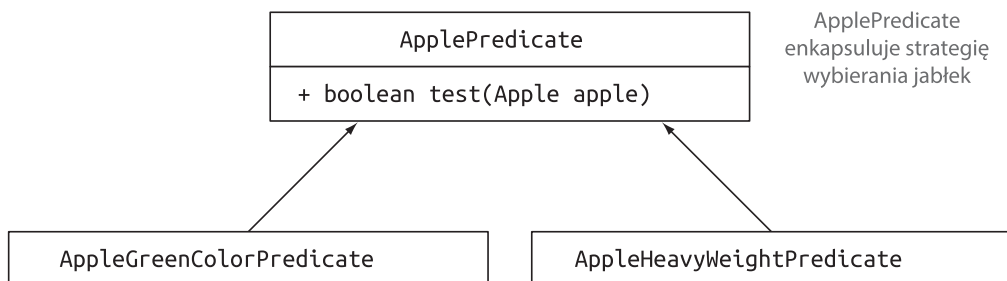 ApplePredicate
+ boolean test(Apple apple)
ApplePredicate
enkapsuluje strategię
wybierania jabłek
AppleGreenColorPredicate
AppleHeavyWeightPredicate